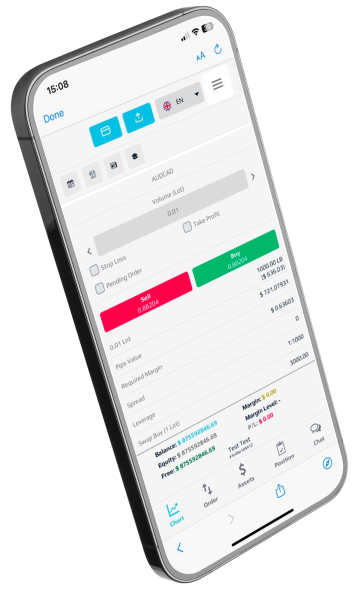 15:08
AA
Done
EN
AUDCAD
Volume (Lot)
0.01
Stop Loss
Take Profit
Pending Order
Sell
0.88204
Buy
0.88204
0.01 Lot
1000.00 LB
($ 636.03)
Pips Value
$ 721.07931
Required Margin
$ 0.63603
Spread
0
Leverage
1:1000
Swap Buy (1 Lot)
3000.00
Balance: $ 875592846.69
Margin: $ 0.00
Equity: $ 875592846.69
Margin Level: -
Free: $ 875592846.69
P/L: $ 0.00
Test Test
Chart
Order
Assets
Position
Chat